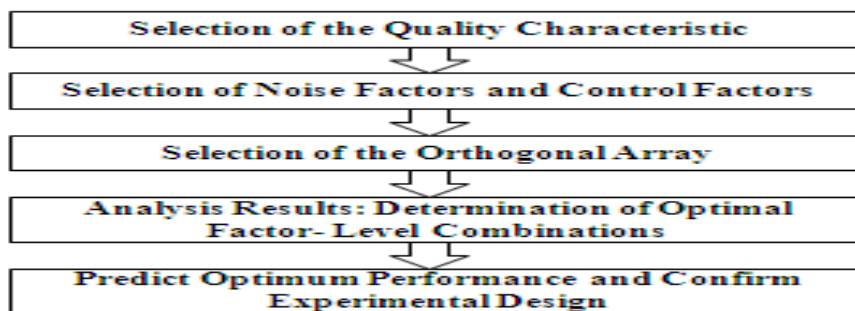 Selection of the Quality Characteristic
Selection of Noise Factors and Control Factors
Selection of the Orthogonal Array
Analysis Results: Determination of Optimal
Factor- Level Combinations
Predict Optimum Performance and Confirm
Experimental Design